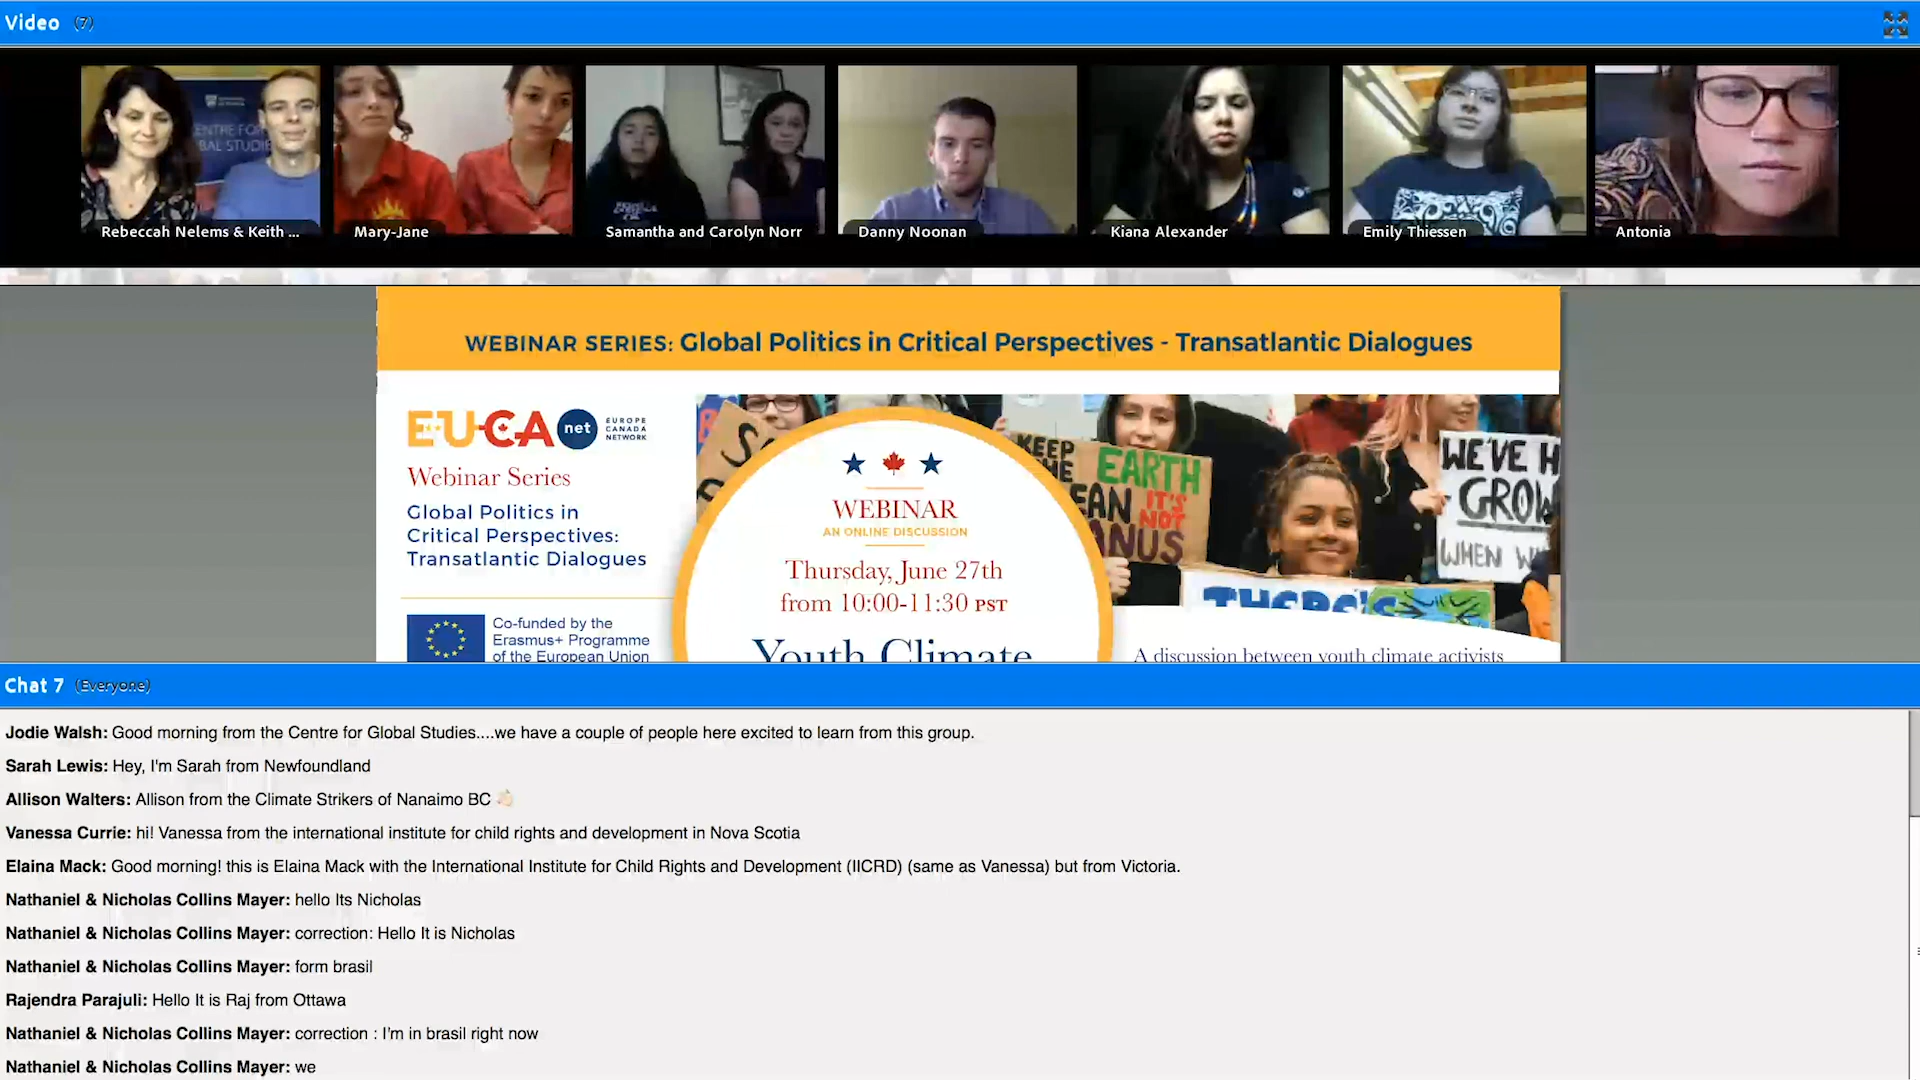 Video (7)
CENTRE FOR
GLOBAL STUDIES
Rebeccah Nelems & Keith ...
Mary-Jane
Samantha and Carolyn Norr
Danny Noonan
Kiana Alexander
Emily Thiessen
Antonia
WEBINAR SERIES: Global Politics in Critical Perspectives - Transatlantic Dialogues
EU-CA net
EUROPE
CANADA
NETWORK
Webinar Series
Global Politics in
Critical Perspectives:
Transatlantic Dialogues
Co-funded by the
Erasmus+ Programme
of the European Union
WEBINAR
AN ONLINE DISCUSSION
Thursday, June 27th
from 10:00-11:30 PST
Youth Climate
KEEP
THE
EARTH
EAN IT'S
NOT
ANUS
WE'VE H
GROW
WHEN W
THERE'S
A discussion between youth climate activists
Chat 7 (Everyone)
Jodie Walsh: Good morning from the Centre for Global Studies....we have a couple of people here excited to learn from this group.
Sarah Lewis: Hey, I'm Sarah from Newfoundland
Allison Walters: Allison from the Climate Strikers of Nanaimo BC
Vanessa Currie: hi! Vanessa from the international institute for child rights and development in Nova Scotia
Elaina Mack: Good morning! this is Elaina Mack with the International Institute for Child Rights and Development (IICRD) (same as Vanessa) but from Victoria.
Nathaniel & Nicholas Collins Mayer: hello Its Nicholas
Nathaniel & Nicholas Collins Mayer: correction: Hello It is Nicholas
Nathaniel & Nicholas Collins Mayer: form brasil
Rajendra Parajuli: Hello It is Raj from Ottawa
Nathaniel & Nicholas Collins Mayer: correction : I'm in brasil right now
Nathaniel & Nicholas Collins Mayer: we